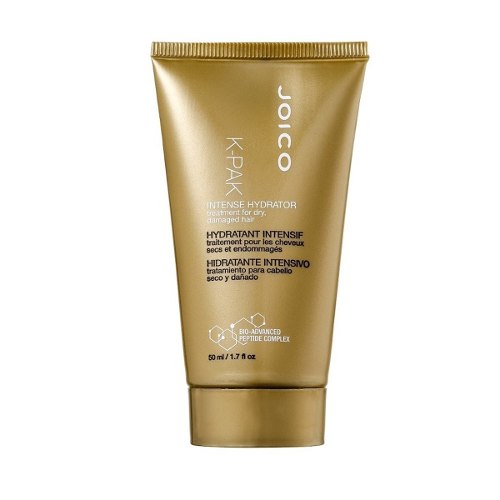 JOICO
K-PAK
INTENSE HYDRATOR
treatment for dry,
damaged hair
HYDRATANT INTENSIF
traitement pour les cheveux
secs et endommagés
HIDRATANTE INTENSIVO
tratamiento para cabello
seco y dañado
BIO-ADVANCED
PEPTIDE COMPLEX
50 ml / 1.7 fl oz